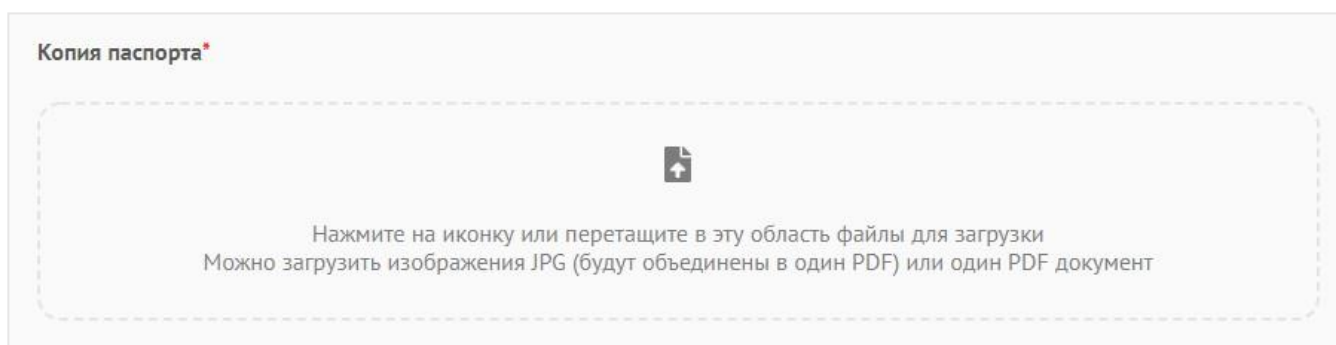 Копия паспорта*
Нажмите на иконку или перетащите в эту область файлы для загрузки
Можно загрузить изображения JPG (будут объединены в один PDF) или один PDF документ